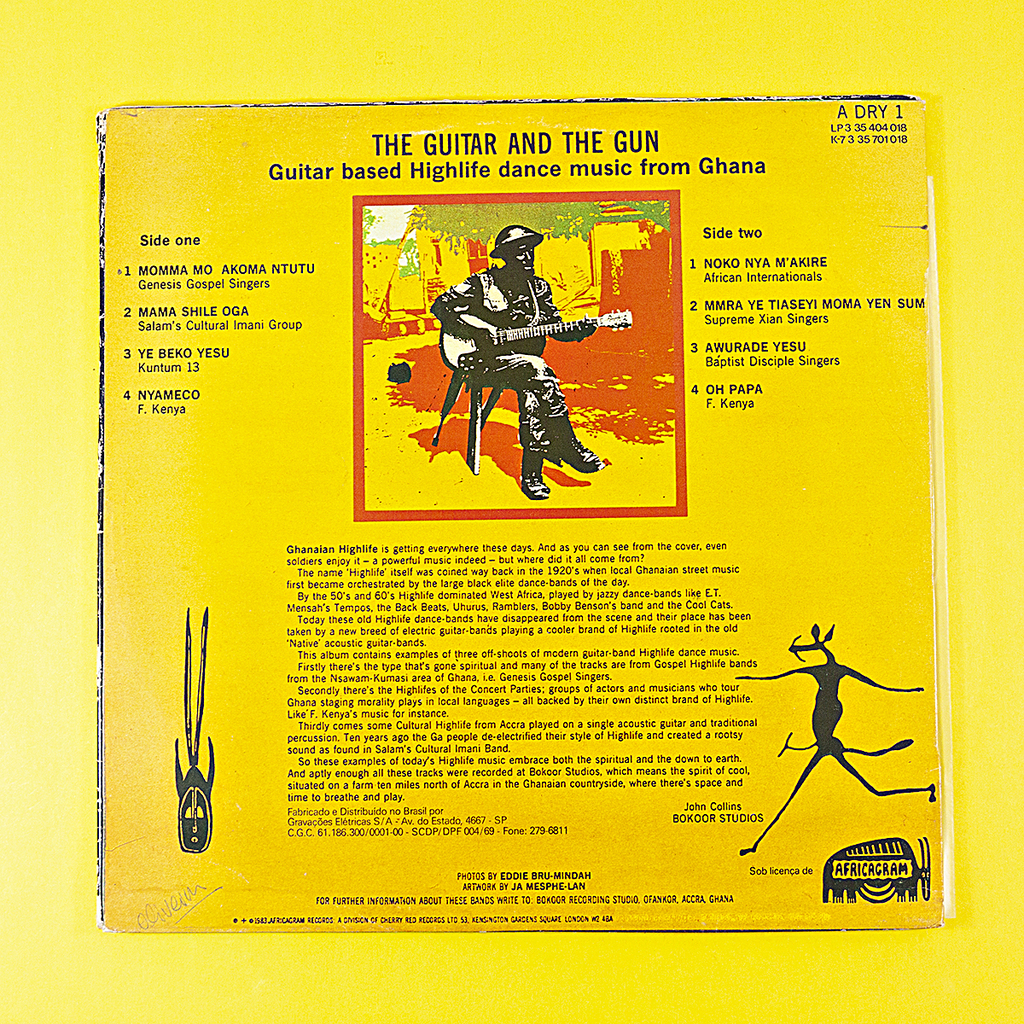 A DRY 1
LP 3 35 404 018
K-7 3 35 701 018
THE GUITAR AND THE GUN
Guitar based Highlife dance music from Ghana
Side one
1 MOMMA MO AKOMA NTUTU
Genesis Gospel Singers
2 MAMA SHILE OGA
Salam's Cultural Imani Group
3 YE BEKO YESU
Kuntum 13
4 NYAMECO
F. Kenya
Side two
1 NOKO NYA M'AKIRE
African Internationals
2 MMRA YE TIASEYI MOMA YEN SUM
Supreme Xian Singers
3 AWURADE YESU
Baptist Disciple Singers
4 OH PAPA
F. Kenya
Ghanaian Highlife is getting everywhere these days. And as you can see from the cover, even
soldiers enjoy it – a powerful music indeed – but where did it all come from?
The name 'Highlife' itself was coined way back in the 1920's when local Ghanaian street music
first became orchestrated by the large black elite dance-bands of the day.
By the 50's and 60's Highlife dominated West Africa, played by jazzy dance-bands like E.T.
Mensah's Tempos, the Back Beats, Uhurus, Ramblers, Bobby Benson's band and the Cool Cats.
Today these old Highlife dance-bands have disappeared from the scene and their place has been
taken by a new breed of electric guitar-bands playing a cooler brand of Highlife rooted in the old
'Native' acoustic guitar-bands.
This album contains examples of three off-shoots of modern guitar-band Highlife dance music.
Firstly there's the type that's gone spiritual and many of the tracks are from Gospel Highlife bands
from the Nsawam-Kumasi area of Ghana, i.e. Genesis Gospel Singers.
Secondly there's the Highlifes of the Concert Parties; groups of actors and musicians who tour
Ghana staging morality plays in local languages – all backed by their own distinct brand of Highlife.
Like F. Kenya's music for instance.
Thirdly comes some Cultural Highlife from Accra played on a single acoustic guitar and traditional
percussion. Ten years ago the Ga people de-electrified their style of Highlife and created a rootsy
sound as found in Salam's Cultural Imani Band.
So these examples of today's Highlife music embrace both the spiritual and the down to earth.
And aptly enough all these tracks were recorded at Bokoor Studios, which means the spirit of cool,
situated on a farm ten miles north of Accra in the Ghanaian countryside, where there's space and
time to breathe and play.
John Collins
BOKOOR STUDIOS
Fabricado e Distribuído no Brasil por
Gravações Elétricas S/A - Av. do Estado, 4667 - SP
C.G.C. 61.186.300/0001-00 - SCDP/DPF 004/69 - Fone: 279-6811
Sob licença de
AFRICAGRAM
PHOTOS BY EDDIE BRU-MINDAH
ARTWORK BY JA MESPHE-LAN
FOR FURTHER INFORMATION ABOUT THESE BANDS WRITE TO: BOKOOR RECORDING STUDIO, OFANKOR, ACCRA, GHANA
℗ + © 1983 AFRICAGRAM RECORDS: A DIVISION OF CHERRY RED RECORDS LTD 53, KENSINGTON GARDENS SQUARE LONDON W2 4BA